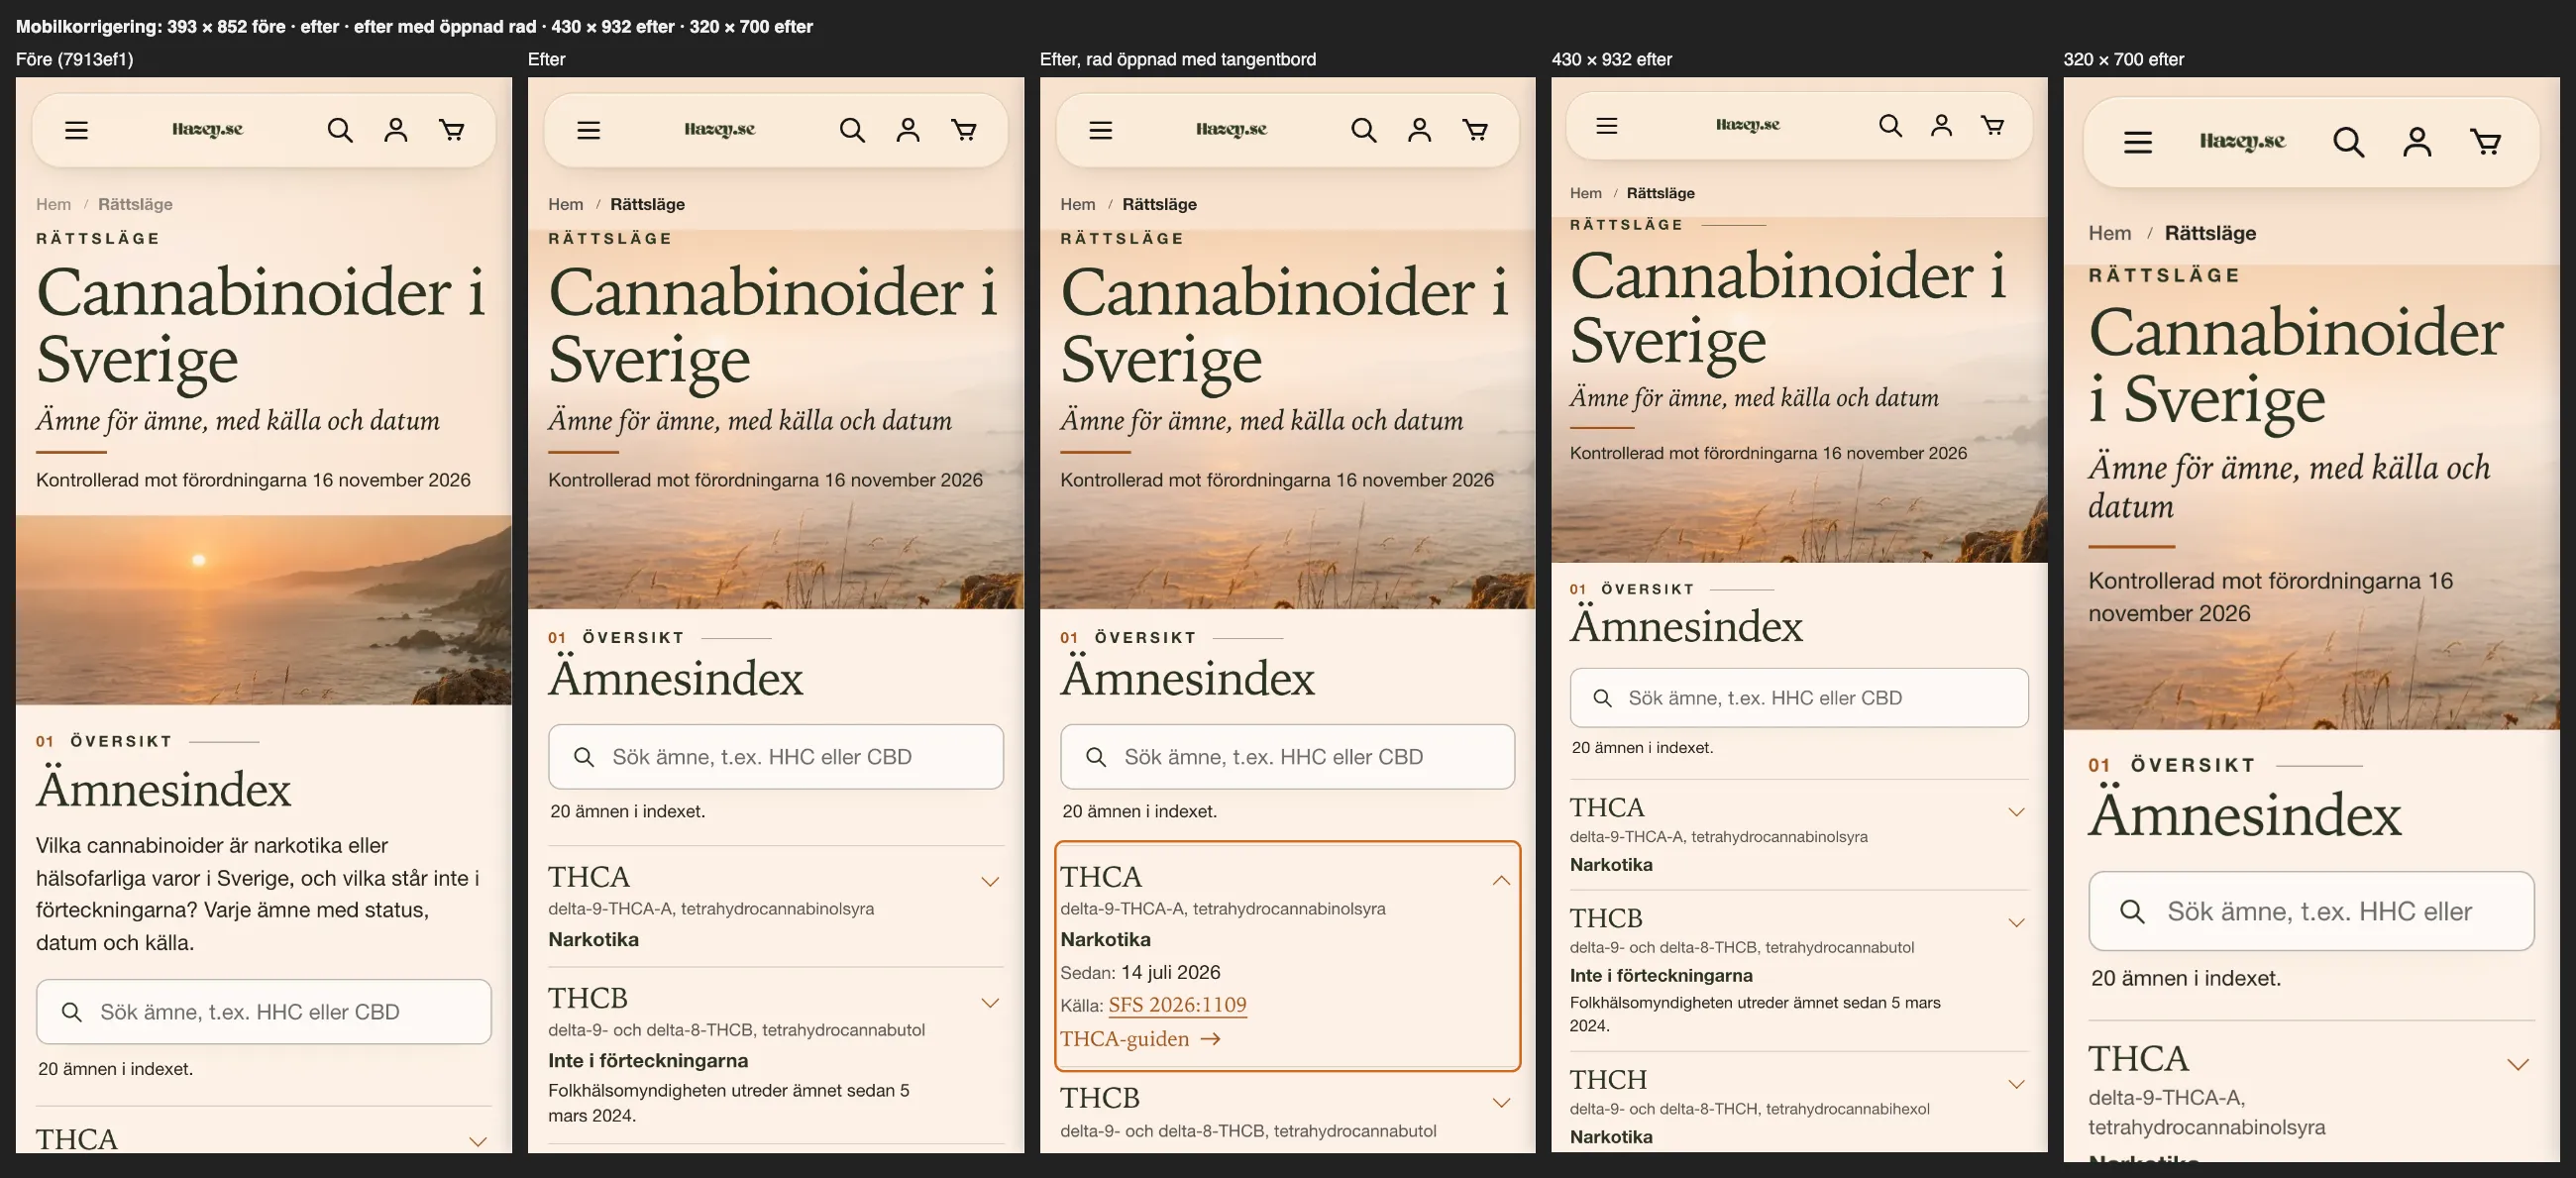 Mobilkorrigering: 393 × 852 före · efter · efter med öppnad rad · 430 × 932 efter · 320 × 700 efter
Före (7913ef1)
Hazey.se
Hem / Rättsläge
RÄTTSLÄGE
Cannabinoider i
Sverige
Ämne för ämne, med källa och datum
Kontrollerad mot förordningarna 16 november 2026
01 ÖVERSIKT
Ämnesindex
Vilka cannabinoider är narkotika eller
hälsofarliga varor i Sverige, och vilka står inte i
förteckningarna? Varje ämne med status,
datum och källa.
Sök ämne, t.ex. HHC eller CBD
20 ämnen i indexet.
THCA
Efter
Hazey.se
Hem / Rättsläge
RÄTTSLÄGE
Cannabinoider i
Sverige
Ämne för ämne, med källa och datum
Kontrollerad mot förordningarna 16 november 2026
01 ÖVERSIKT
Ämnesindex
Sök ämne, t.ex. HHC eller CBD
20 ämnen i indexet.
THCA
delta-9-THCA-A, tetrahydrocannabinolsyra
Narkotika
THCB
delta-9- och delta-8-THCB, tetrahydrocannabutol
Inte i förteckningarna
Folkhälsomyndigheten utreder ämnet sedan 5
mars 2024.
Efter, rad öppnad med tangentbord
Hazey.se
Hem / Rättsläge
RÄTTSLÄGE
Cannabinoider i
Sverige
Ämne för ämne, med källa och datum
Kontrollerad mot förordningarna 16 november 2026
01 ÖVERSIKT
Ämnesindex
Sök ämne, t.ex. HHC eller CBD
20 ämnen i indexet.
THCA
delta-9-THCA-A, tetrahydrocannabinolsyra
Narkotika
Sedan: 14 juli 2026
Källa: SFS 2026:1109
THCA-guiden →
THCB
delta-9- och delta-8-THCB, tetrahydrocannabutol
430 × 932 efter
Hazey.se
Hem / Rättsläge
RÄTTSLÄGE
Cannabinoider i
Sverige
Ämne för ämne, med källa och datum
Kontrollerad mot förordningarna 16 november 2026
01 ÖVERSIKT
Ämnesindex
Sök ämne, t.ex. HHC eller CBD
20 ämnen i indexet.
THCA
delta-9-THCA-A, tetrahydrocannabinolsyra
Narkotika
THCB
delta-9- och delta-8-THCB, tetrahydrocannabutol
Inte i förteckningarna
Folkhälsomyndigheten utreder ämnet sedan 5 mars
2024.
THCH
delta-9- och delta-8-THCH, tetrahydrocannabihexol
Narkotika
320 × 700 efter
Hazey.se
Hem / Rättsläge
RÄTTSLÄGE
Cannabinoider
i Sverige
Ämne för ämne, med källa och
datum
Kontrollerad mot förordningarna 16
november 2026
01 ÖVERSIKT
Ämnesindex
Sök ämne, t.ex. HHC eller
20 ämnen i indexet.
THCA
delta-9-THCA-A,
tetrahydrocannabinolsyra
Narkotika